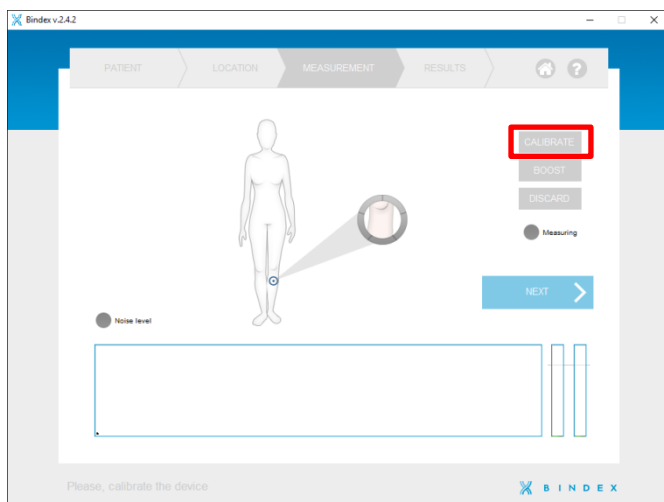 Bindex v.2.4.2
PATIENT LOCATION MEASUREMENT RESULTS ?
CALIBRATE
BOOST
DISCARD
Measuring
NEXT
Noise level
Please, calibrate the device
BINDEX